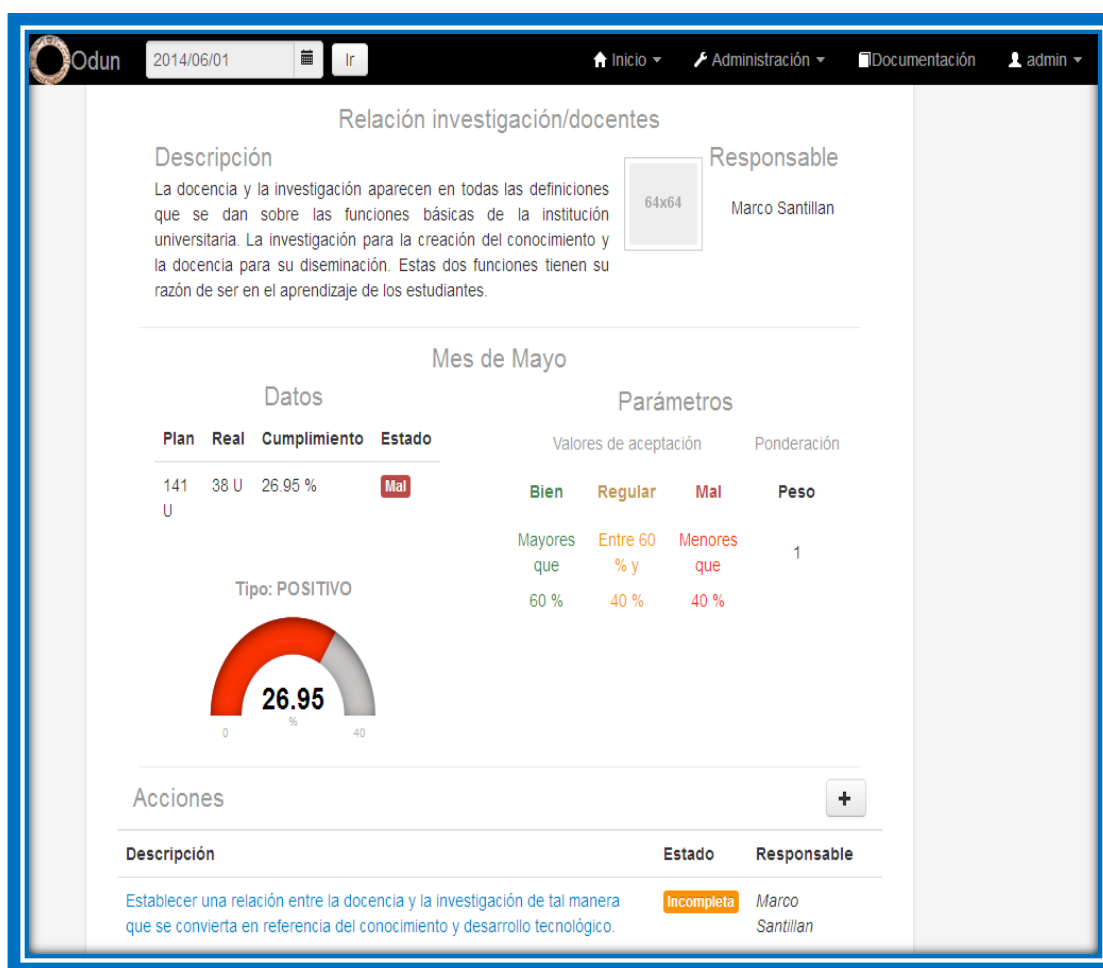 Odun 2014/06/01 Ir Inicio Administración Documentación admin
Relación investigación/docentes
Descripción
La docencia y la investigación aparecen en todas las definiciones
que se dan sobre las funciones básicas de la institución
universitaria. La investigación para la creación del conocimiento y
la docencia para su diseminación. Estas dos funciones tienen su
razón de ser en el aprendizaje de los estudiantes.
64x64
Responsable
Marco Santillan
Mes de Mayo
Datos
Plan Real Cumplimiento Estado
141 38 U 26.95 % Mal
U
Tipo: POSITIVO
26.95
%
0 40
Parámetros
Valores de aceptación Ponderación
Bien Regular Mal Peso
Mayores Entre 60 Menores
que % y que 1
60 % 40 % 40 %
Acciones +
Descripción Estado Responsable
Establecer una relación entre la docencia y la investigación de tal manera Incompleta Marco
que se convierta en referencia del conocimiento y desarrollo tecnológico. Santillan